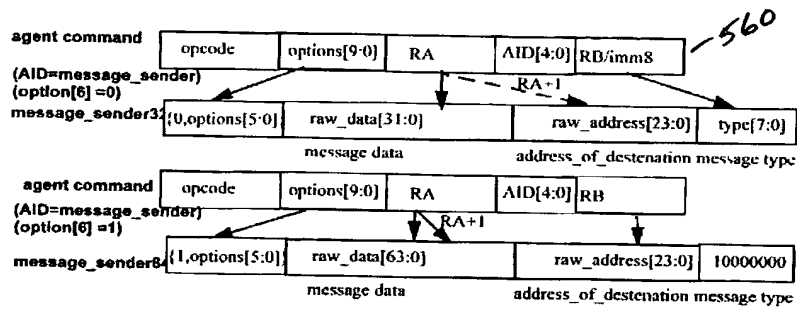 560
agent command opcode options[9:0] RA AID[4:0] RB/imm8
(AID=message_sender)
(option[6] =0)
RA+1
message_sender32 {0,options[5:0]} raw_data[31:0] raw_address[23:0] type[7:0]
message data address_of_destenation message type
agent command opcode options[9:0] RA AID[4:0] RB
(AID=message_sender)
(option[6] =1)
RA+1
message_sender64 {1,options[5:0]} raw_data[63:0] raw_address[23:0] 10000000
message data address_of_destenation message type